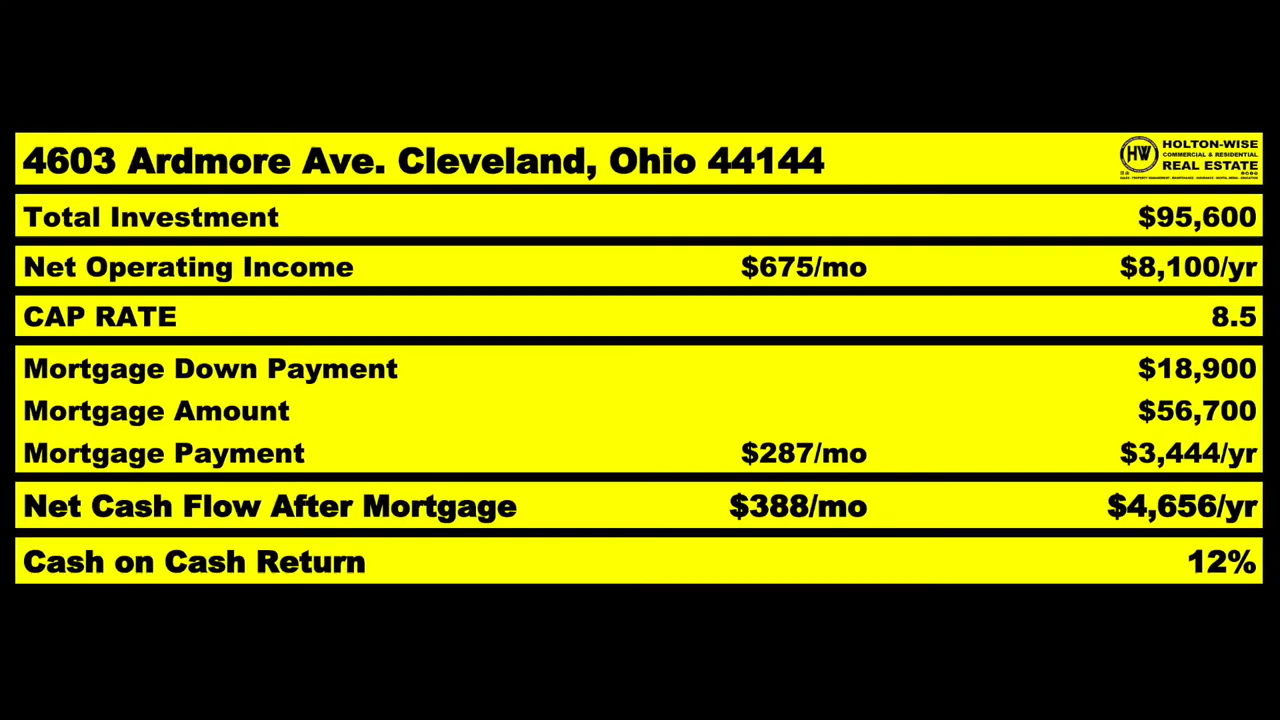 4603 Ardmore Ave. Cleveland, Ohio 44144
HW
HOLTON-WISE
COMMERCIAL & RESIDENTIAL
REAL ESTATE
Total Investment $95,600
Net Operating Income $675/mo $8,100/yr
CAP RATE 8.5
Mortgage Down Payment $18,900
Mortgage Amount $56,700
Mortgage Payment $287/mo $3,444/yr
Net Cash Flow After Mortgage $388/mo $4,656/yr
Cash on Cash Return 12%